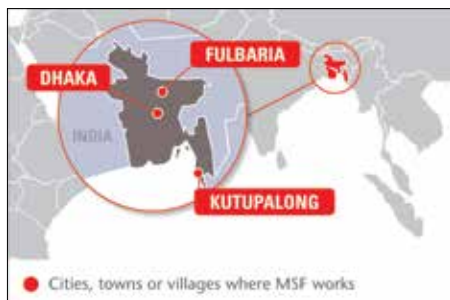 FULBARIA
DHAKA
INDIA
KUTUPALONG
Cities, towns or villages where MSF works